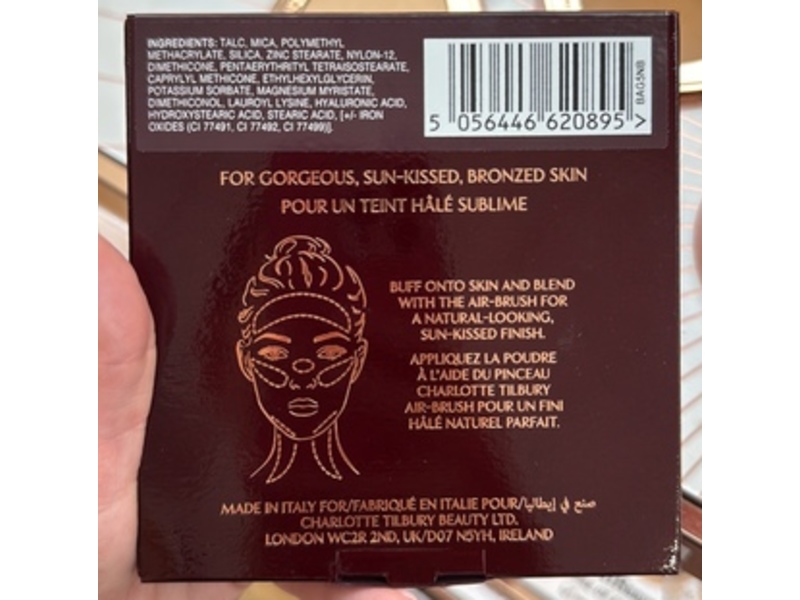 INGREDIENTS: TALC, MICA, POLYMETHYL
METHACRYLATE, SILICA, ZINC STEARATE, NYLON-12,
DIMETHICONE, PENTAERYTHRITYL TETRAISOSTEARATE,
CAPRYLYL METHICONE, ETHYLHEXYLGLYCERIN,
POTASSIUM SORBATE, MAGNESIUM MYRISTATE,
DIMETHICONOL, LAUROYL LYSINE, HYALURONIC ACID,
HYDROXYSTEARIC ACID, STEARIC ACID, [+/- IRON
OXIDES (CI 77491, CI 77492, CI 77499)].
5 056446 620895 >
BAG5NB
FOR GORGEOUS, SUN-KISSED, BRONZED SKIN
POUR UN TEINT HÂLÉ SUBLIME
BUFF ONTO SKIN AND BLEND
WITH THE AIR-BRUSH FOR
A NATURAL-LOOKING,
SUN-KISSED FINISH.
APPLIQUEZ LA POUDRE
À L'AIDE DU PINCEAU
CHARLOTTE TILBURY
AIR-BRUSH POUR UN FINI
HÂLÉ NATUREL PARFAIT.
MADE IN ITALY FOR/FABRIQUÉ EN ITALIE POUR/صنع في إيطاليا
CHARLOTTE TILBURY BEAUTY LTD.
LONDON WC2R 2ND, UK/D07 N5YH, IRELAND